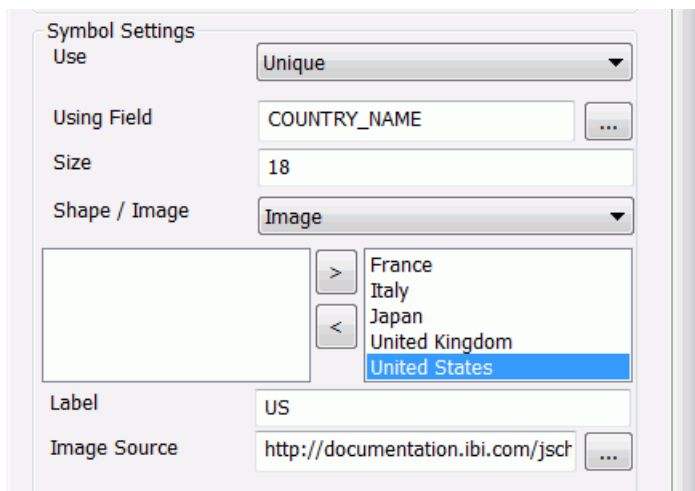 Symbol Settings
Use
Unique
Using Field
COUNTRY_NAME
...
Size
18
Shape / Image
Image
>
<
France
Italy
Japan
United Kingdom
United States
Label
US
Image Source
http://documentation.ibi.com/jsch
...